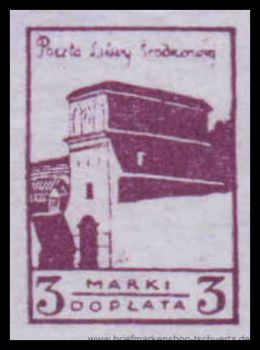 Poczta Litwy Środkowej
3 MARKI 3
DOPŁATA
www.briefmarkenshop-tschuertz.de